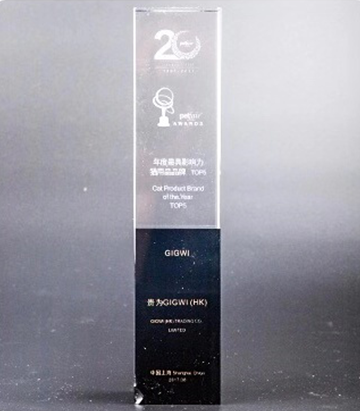 20
年度最具影响力
猫用品品牌 TOP5
Cat Product Brand
of the Year
TOP5
GIGWI
贵为GIGWI (HK)
GIGWI (HK) TRADING CO.
LIMITED
中国上海 Shanghai China
2017.08